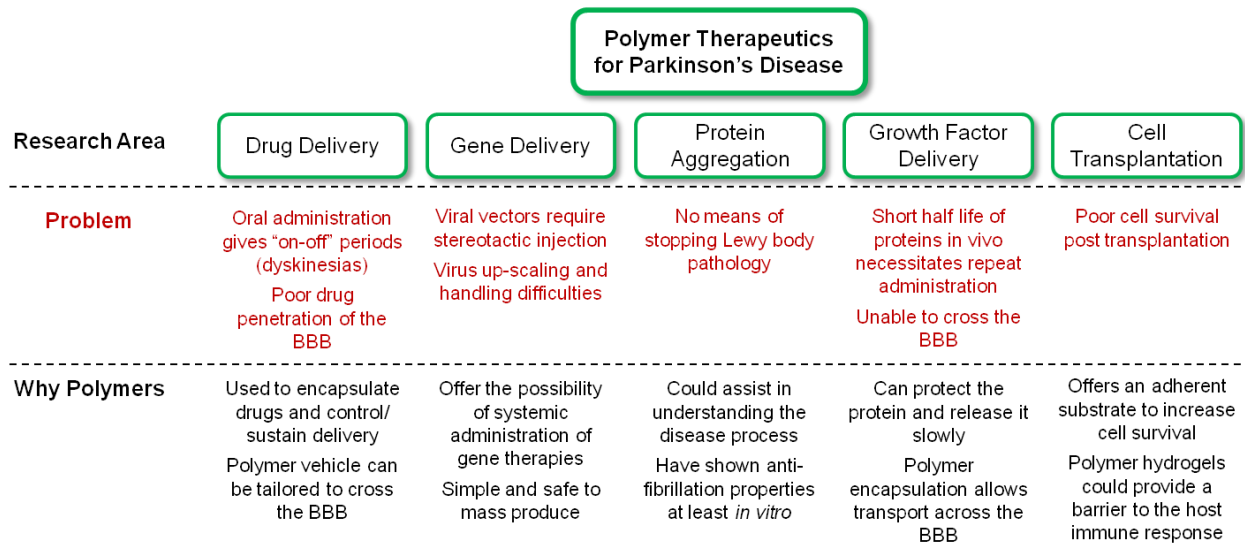 Polymer Therapeutics
for Parkinson's Disease
Research Area
Drug Delivery
Gene Delivery
Protein
Aggregation
Growth Factor
Delivery
Cell
Transplantation
Problem
Oral administration
gives "on-off" periods
(dyskinesias)
Poor drug
penetration of the
BBB
Viral vectors require
stereotactic injection
Virus up-scaling and
handling difficulties
No means of
stopping Lewy body
pathology
Short half life of
proteins in vivo
necessitates repeat
administration
Unable to cross the
BBB
Poor cell survival
post transplantation
Why Polymers
Used to encapsulate
drugs and control/
sustain delivery
Polymer vehicle can
be tailored to cross
the BBB
Offer the possibility
of systemic
administration of
gene therapies
Simple and safe to
mass produce
Could assist in
understanding the
disease process
Have shown anti-
fibrillation properties
at least in vitro
Can protect the
protein and release it
slowly
Polymer
encapsulation allows
transport across the
BBB
Offers an adherent
substrate to increase
cell survival
Polymer hydrogels
could provide a
barrier to the host
immune response